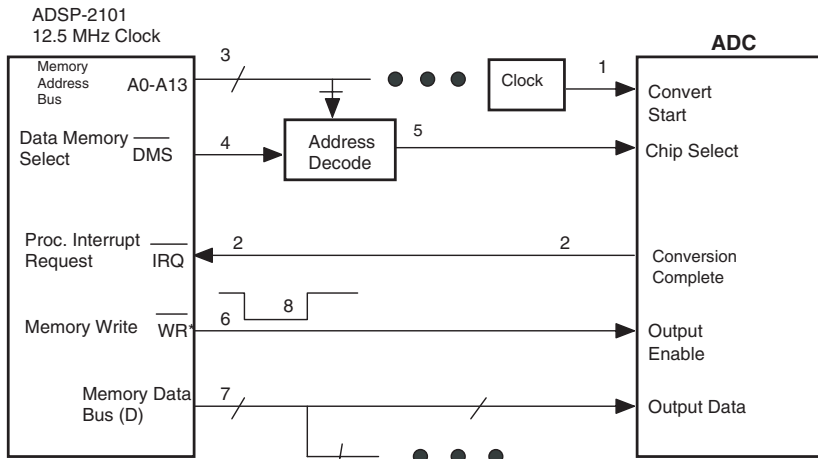 ADSP-2101
12.5 MHz Clock
ADC
Memory
Address
Bus
A0-A13
3
Clock
1
Convert
Start
Data Memory
Select
DMS
4
Address
Decode
5
Chip Select
Proc. Interrupt
Request
IRQ
2
2
Conversion
Complete
8
Memory Write
WR*
6
Output
Enable
Memory Data
Bus (D)
7
Output Data